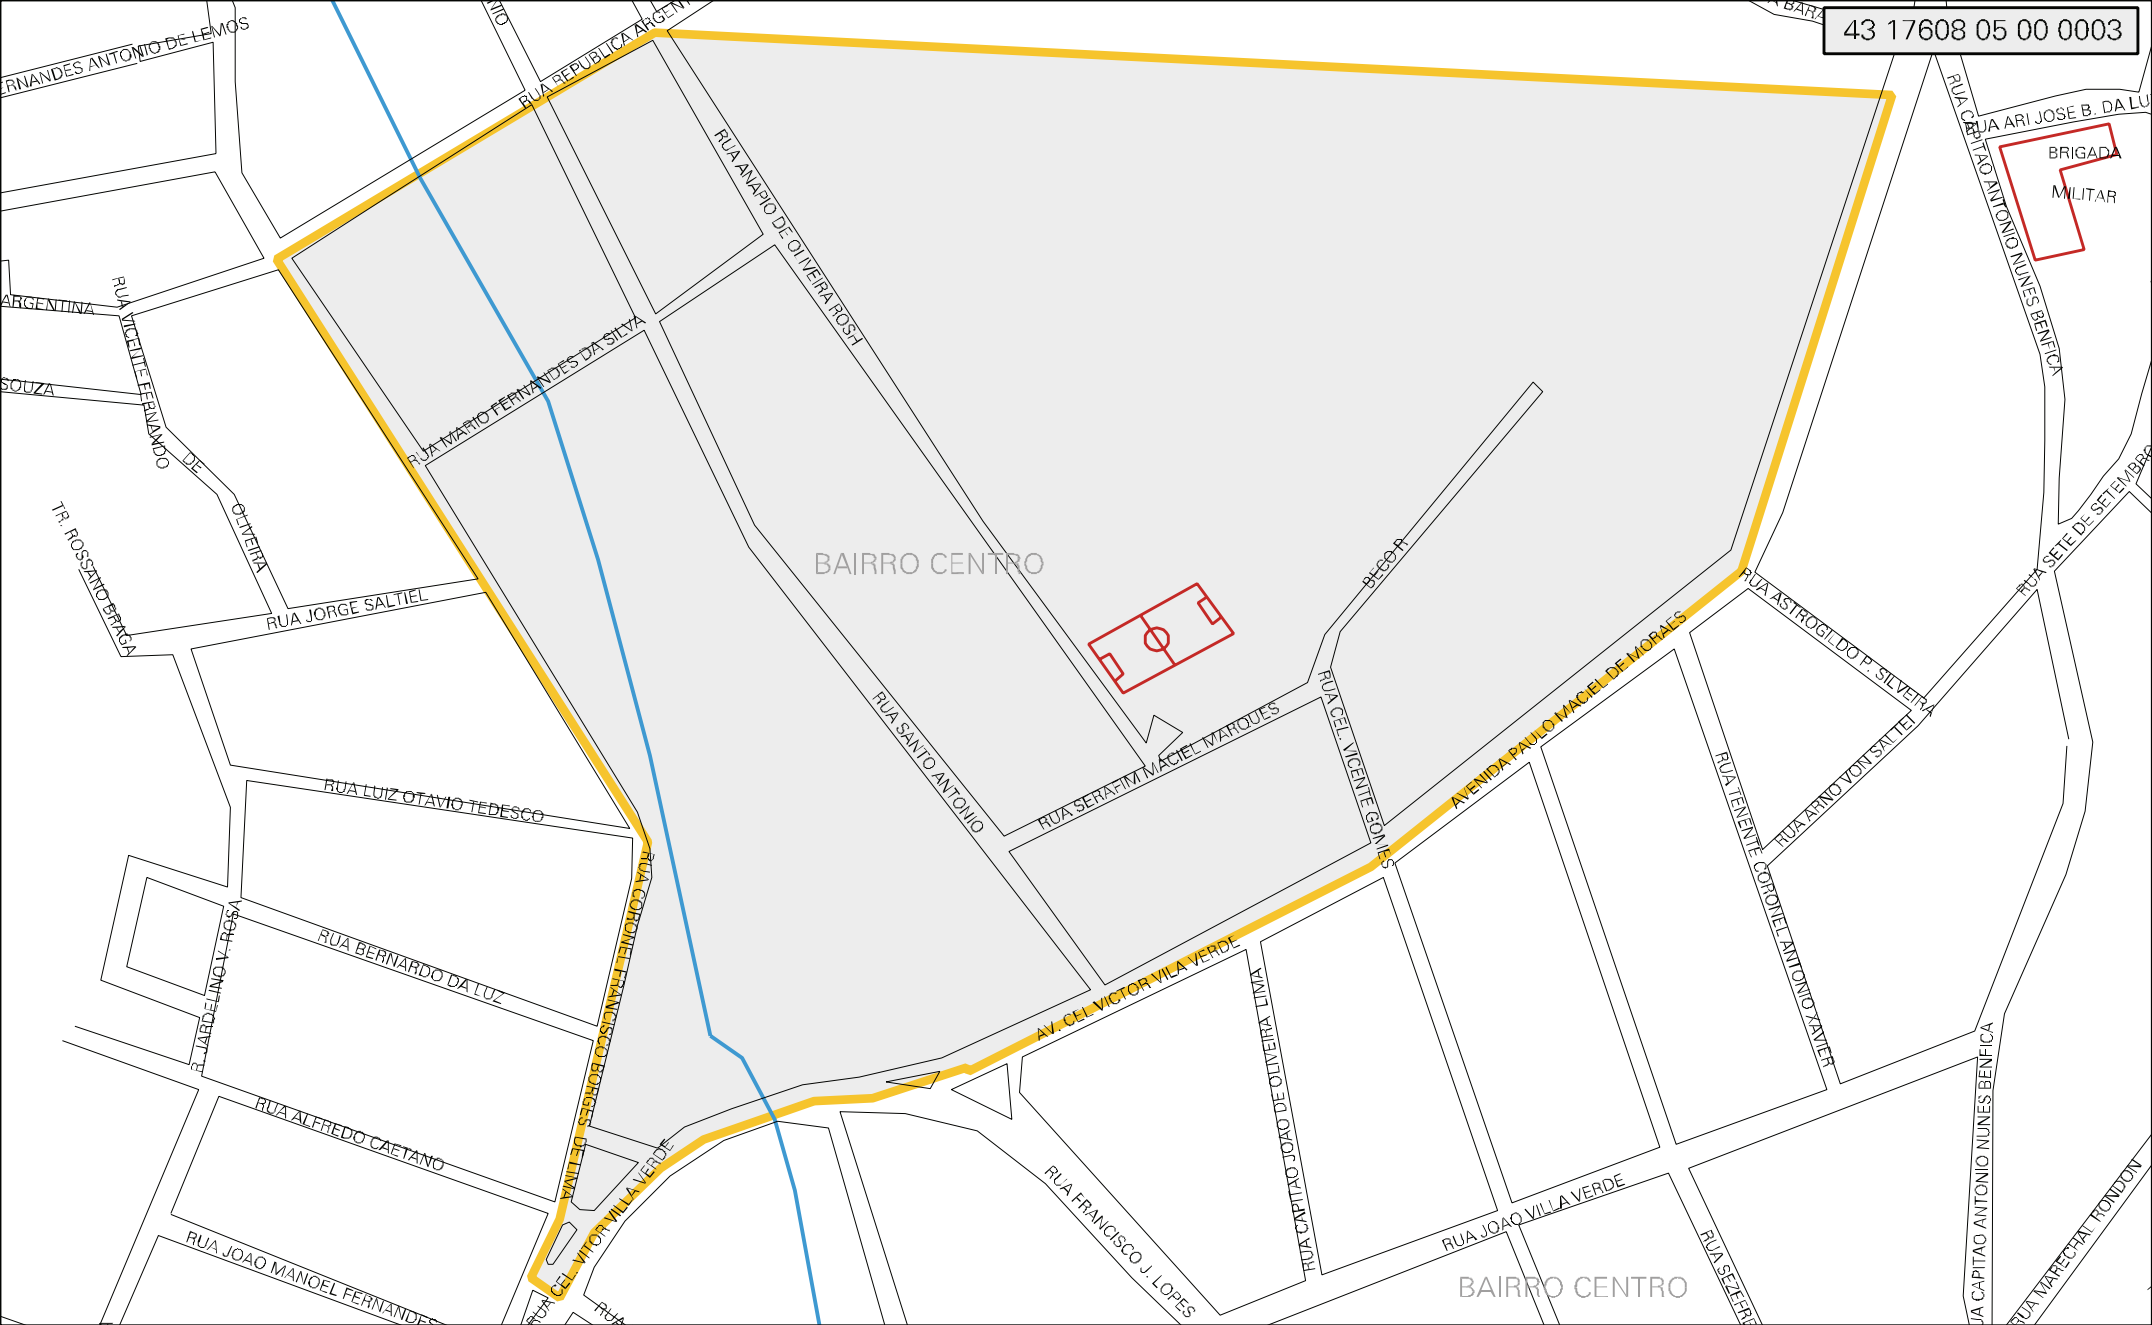 43 17608 05 00 0003
RUA REPUBLICA
RUA ARI JOSE B. DA
BRIGADA
MILITAR
RUA CAPITAO ANTONIO NUNES BENFICA
RUA ANAPIO DE OLIVEIRA ROSH
ARGENTINA
RUA VICENTE FERNANDO
DE
OLIVEIRA
SOUZA
RUA MARIO FERNANDES DA SILVA
TR. ROSSANO BRAGA
RUA JORGE SALTIEL
BAIRRO CENTRO
BECO R
RUA SETE DE SETEMBRO
RUA ASTROGILDO P. SILVEIRA
AVENIDA PAULO MACIEL DE MORAES
RUA CEL. VICENTE GOMES
RUA SANTO ANTONIO
RUA SERAFIM MACIEL MARQUES
RUA ARNO VON SALTIEL
RUA TENENTE CORONEL ANTONIO XAVIER
RUA LUIZ OTAVIO TEDESCO
RUA CORONEL FRANCISCO BORGES DE LIMA
R. JARDELINO V. ROSA
RUA BERNARDO DA LUZ
AV. CEL VICTOR VILA VERDE
RUA CAPITAO JOAO DE OLIVEIRA LIMA
RUA ALFREDO CAETANO
RUA CEL. VITOR VILLA VERDE
RUA FRANCISCO J. LOPES
RUA JOAO VILLA VERDE
RUA JOAO MANOEL FERNANDES
RUA
BAIRRO CENTRO
RUA
CAPITAO ANTONIO NUNES BENFICA
RUA MARECHAL RONDON